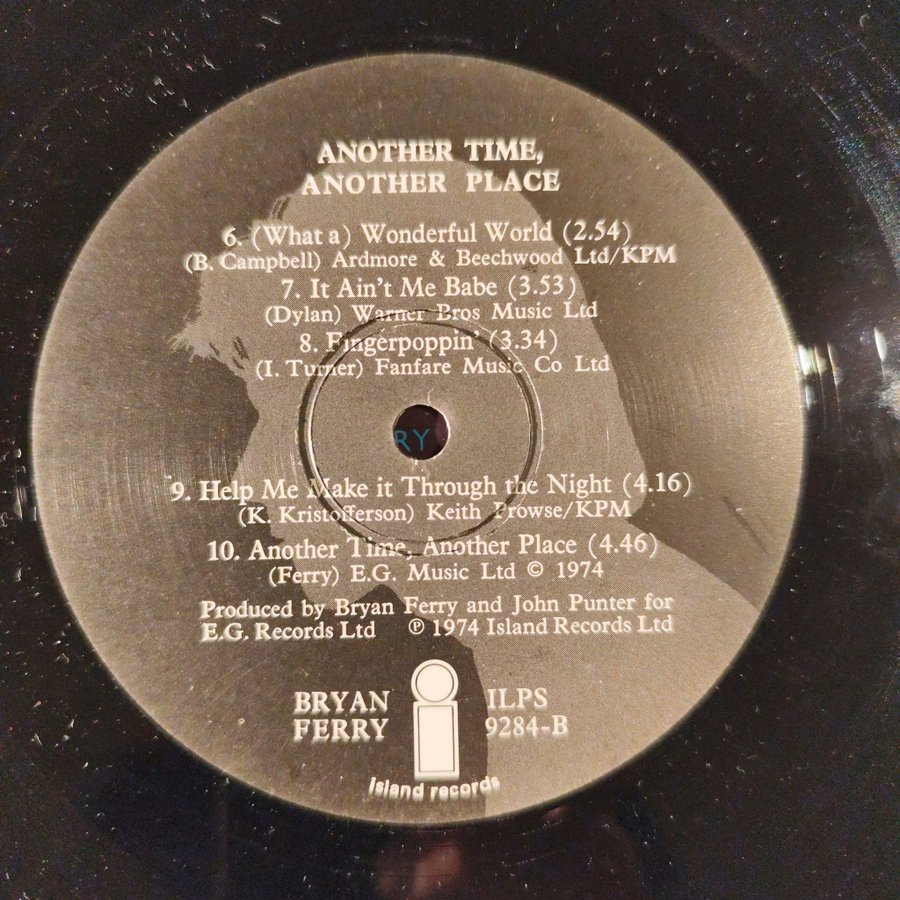 ANOTHER TIME,
ANOTHER PLACE
6. (What a) Wonderful World (2.54)
(B. Campbell) Ardmore & Beechwood Ltd/KPM
7. It Ain't Me Babe (3.53)
(Dylan) Warner Bros Music Ltd
8. Fingerpoppin' (3.34)
(I. Turner) Fanfare Music Co Ltd
RY
9. Help Me Make it Through the Night (4.16)
(K. Kristofferson) Keith Prowse/KPM
10. Another Time, Another Place (4.46)
(Ferry) E.G. Music Ltd © 1974
Produced by Bryan Ferry and John Punter for
E.G. Records Ltd ℗ 1974 Island Records Ltd
BRYAN ILPS
FERRY 9284-B
island records